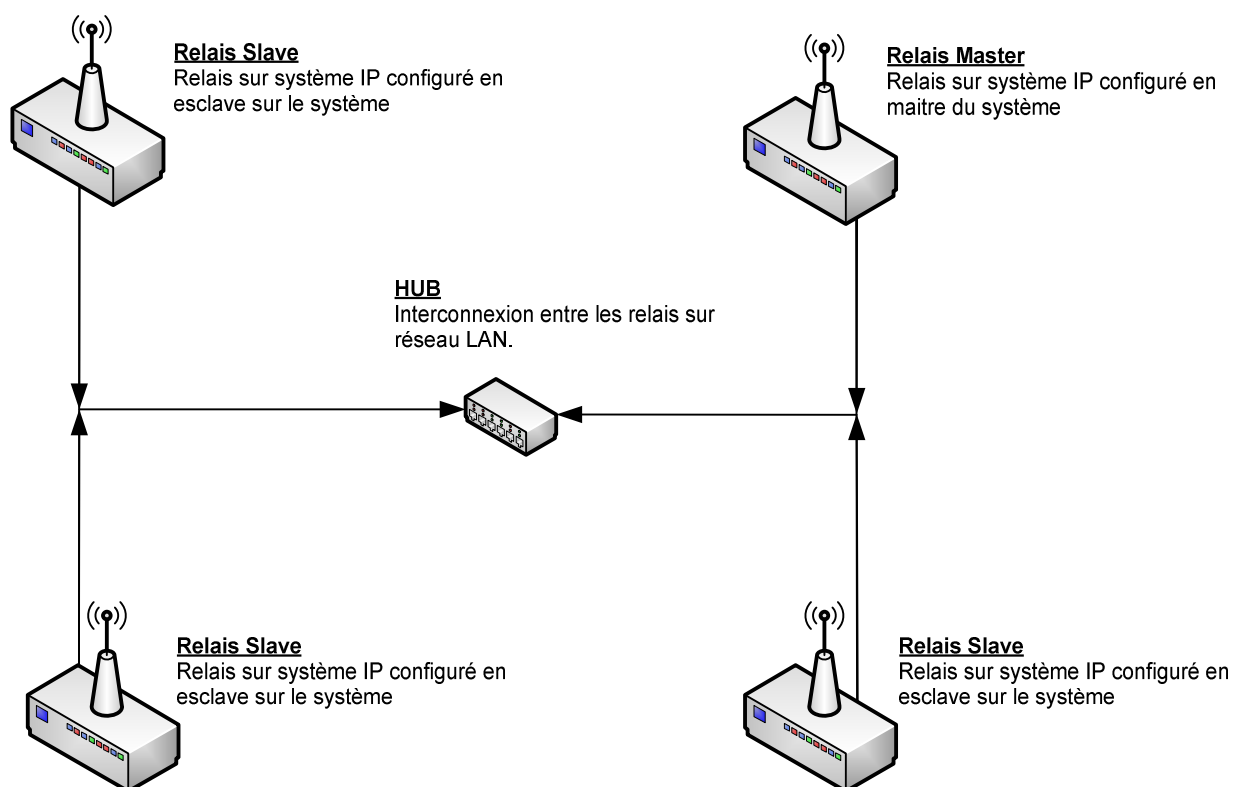 Relais Slave
Relais sur système IP configuré en
esclave sur le système
Relais Master
Relais sur système IP configuré en
maitre du système
HUB
Interconnexion entre les relais sur
réseau LAN.
Relais Slave
Relais sur système IP configuré en
esclave sur le système
Relais Slave
Relais sur système IP configuré en
esclave sur le système